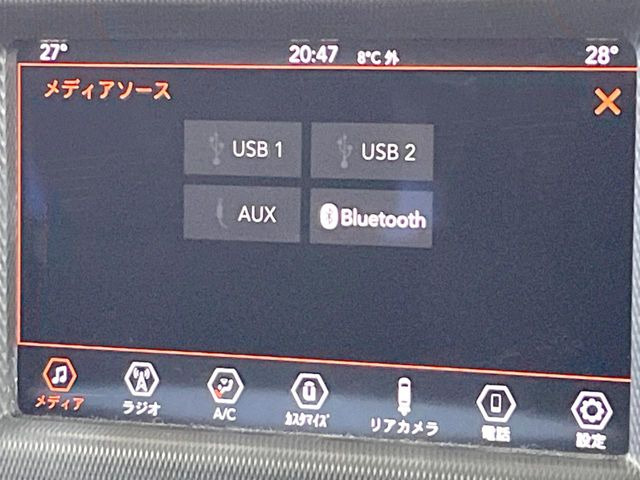 27° 20:47 8°C 外 28°
メディアソース
USB 1 USB 2
AUX Bluetooth
メディア ラジオ A/C ｶｽﾀﾏｲｽﾞ リアカメラ 電話 設定